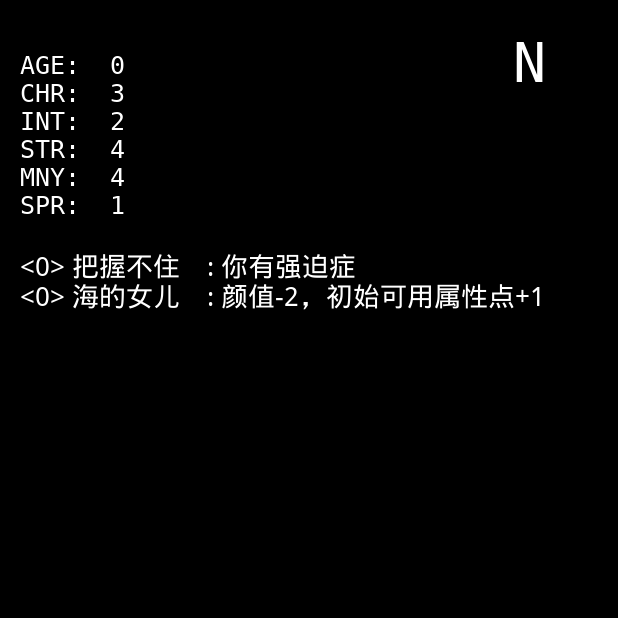 N
AGE: 0
CHR: 3
INT: 2
STR: 4
MNY: 4
SPR: 1
<O> 把握不住 : 你有强迫症
<O> 海的女儿 : 颜值-2，初始可用属性点+1